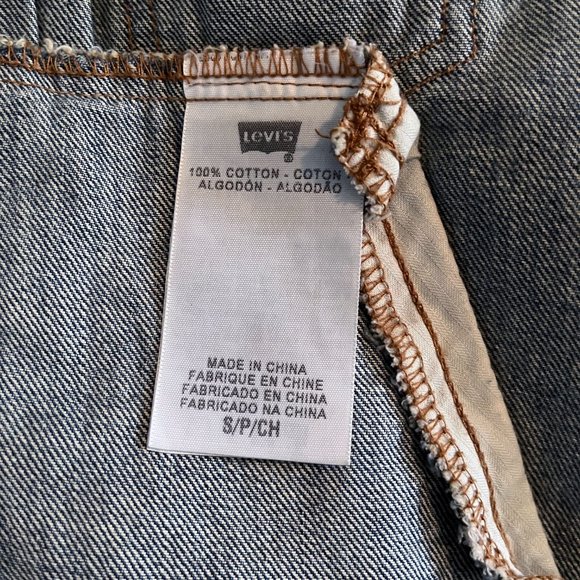 Levi's
®
100% COTTON - COTON -
ALGODÓN - ALGODÃO
MADE IN CHINA
FABRIQUE EN CHINE
FABRICADO EN CHINA
FABRICADO NA CHINA
S/P/CH